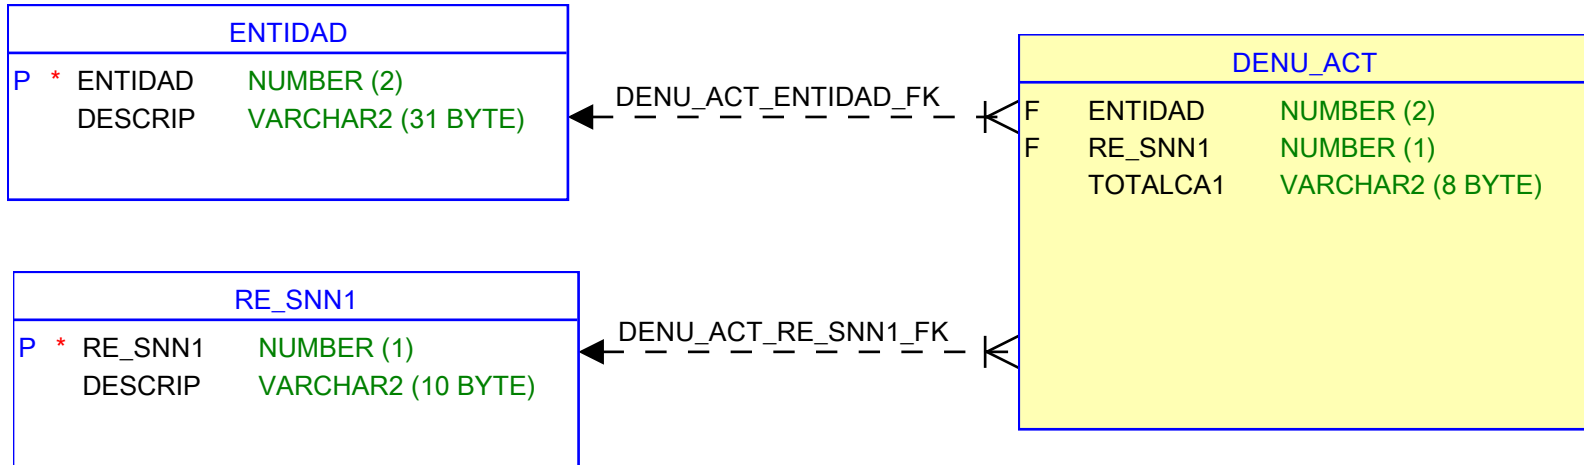 ENTIDAD
P * ENTIDAD NUMBER (2)
DESCRIP VARCHAR2 (31 BYTE)
DENU_ACT_ENTIDAD_FK
DENU_ACT
F ENTIDAD NUMBER (2)
F RE_SNN1 NUMBER (1)
TOTALCA1 VARCHAR2 (8 BYTE)
RE_SNN1
P * RE_SNN1 NUMBER (1)
DESCRIP VARCHAR2 (10 BYTE)
DENU_ACT_RE_SNN1_FK